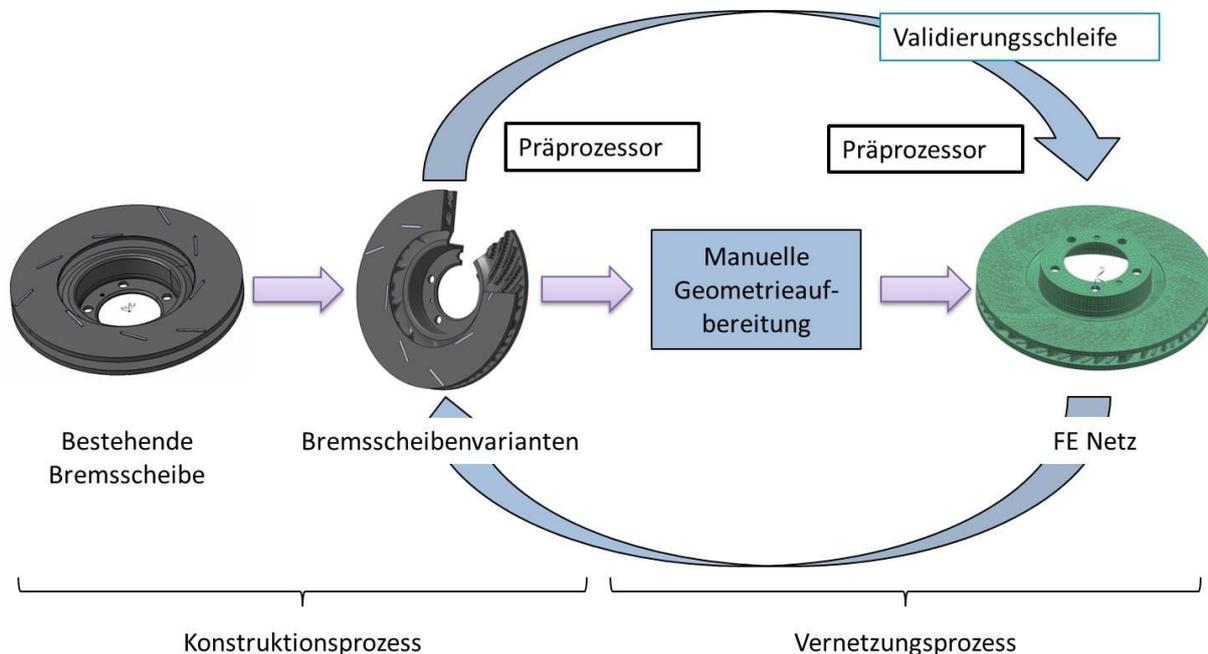 Validierungsschleife
Präprozessor
Präprozessor
Manuelle
Geometrieauf-
bereitung
Bestehende
Bremsscheibe
Bremsscheibenvarianten
FE Netz
Konstruktionsprozess
Vernetzungsprozess